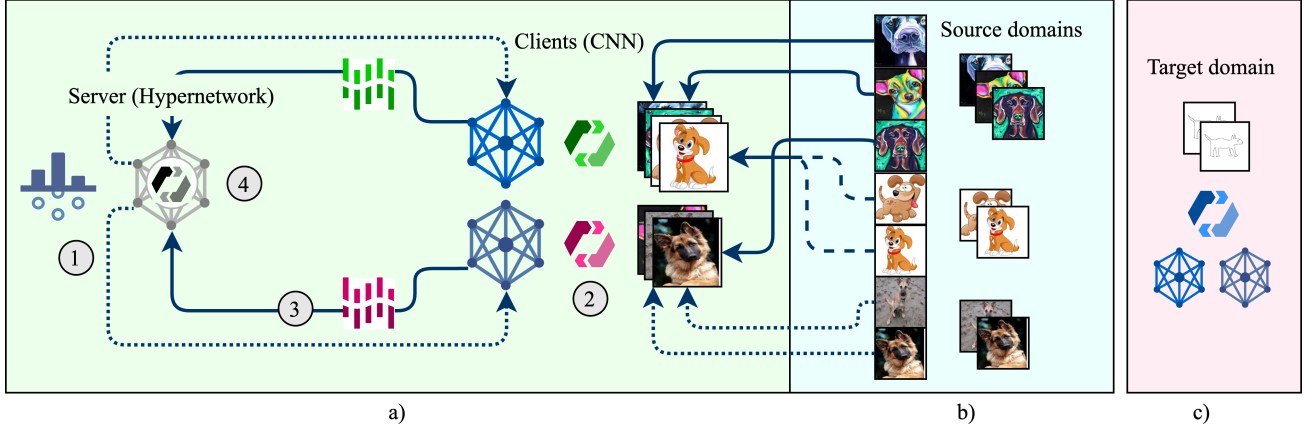 Clients (CNN)
Source domains
Target domain
Server (Hypernetwork)
4
1
2
3
a)
b)
c)